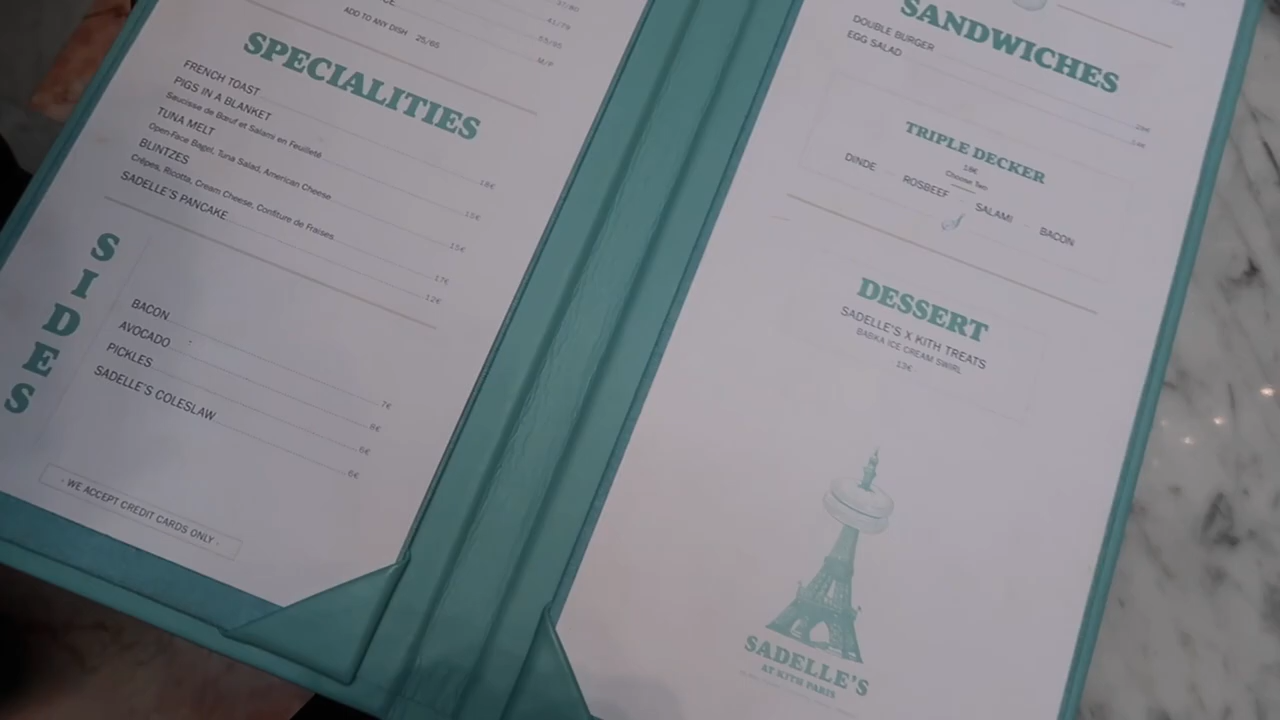 ADD TO ANY DISH 25/65
SPECIALITIES
FRENCH TOAST 18€
PIGS IN A BLANKET 15€
Saucisse de Bœuf et Salami en Feuilleté
TUNA MELT 15€
Open-Face Bagel, Tuna Salad, American Cheese
BLINTZES 17€
Crêpes, Ricotta, Cream Cheese, Confiture de Fraises
SADELLE'S PANCAKE 12€
SIDES
BACON 7€
AVOCADO 6€
PICKLES 6€
SADELLE'S COLESLAW 6€
- WE ACCEPT CREDIT CARDS ONLY -
SANDWICHES
DOUBLE BURGER
EGG SALAD
TRIPLE DECKER
18€
Choose Two
DINDE ROSBEEF SALAMI BACON
DESSERT
SADELLE'S X KITH TREATS
BABKA ICE CREAM SWIRL
13€
SADELLE'S
AT KITH PARIS